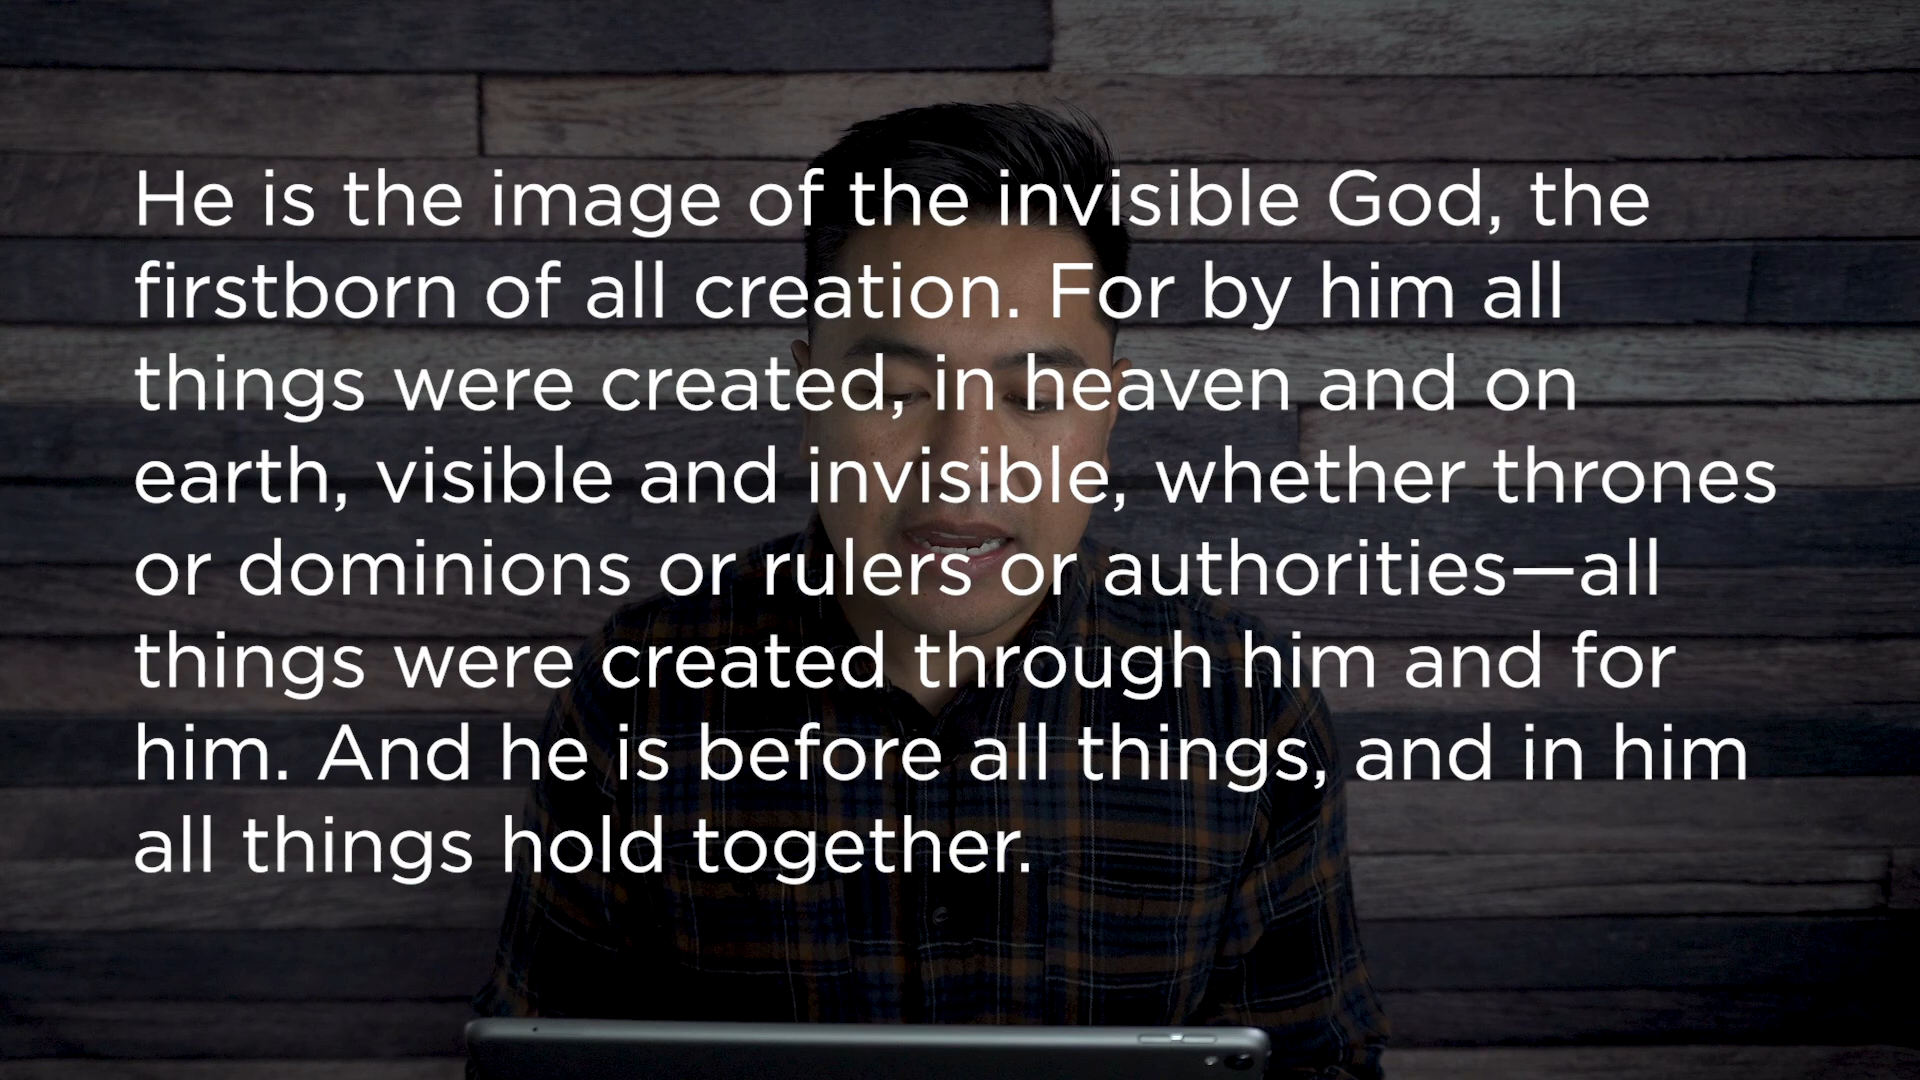 He is the image of the invisible God, the
firstborn of all creation. For by him all
things were created, in heaven and on
earth, visible and invisible, whether thrones
or dominions or rulers or authorities—all
things were created through him and for
him. And he is before all things, and in him
all things hold together.